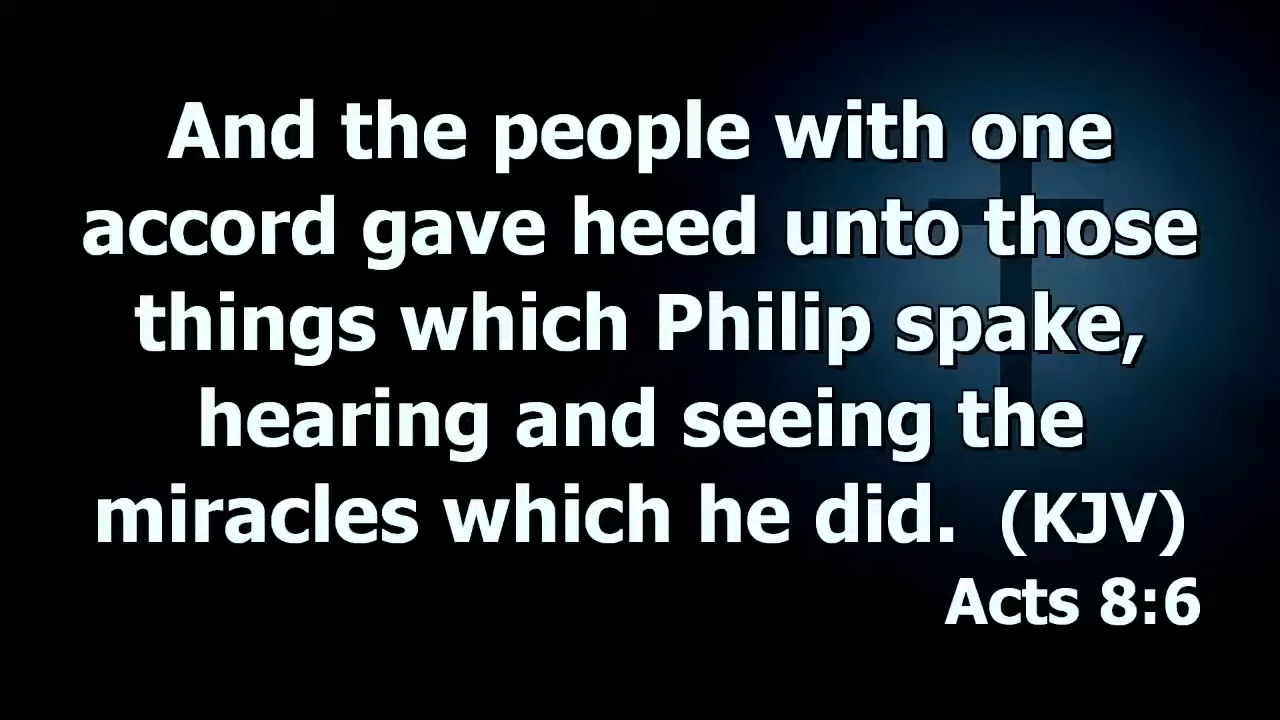 And the people with one
accord gave heed unto those
things which Philip spake,
hearing and seeing the
miracles which he did.  (KJV)
Acts 8:6